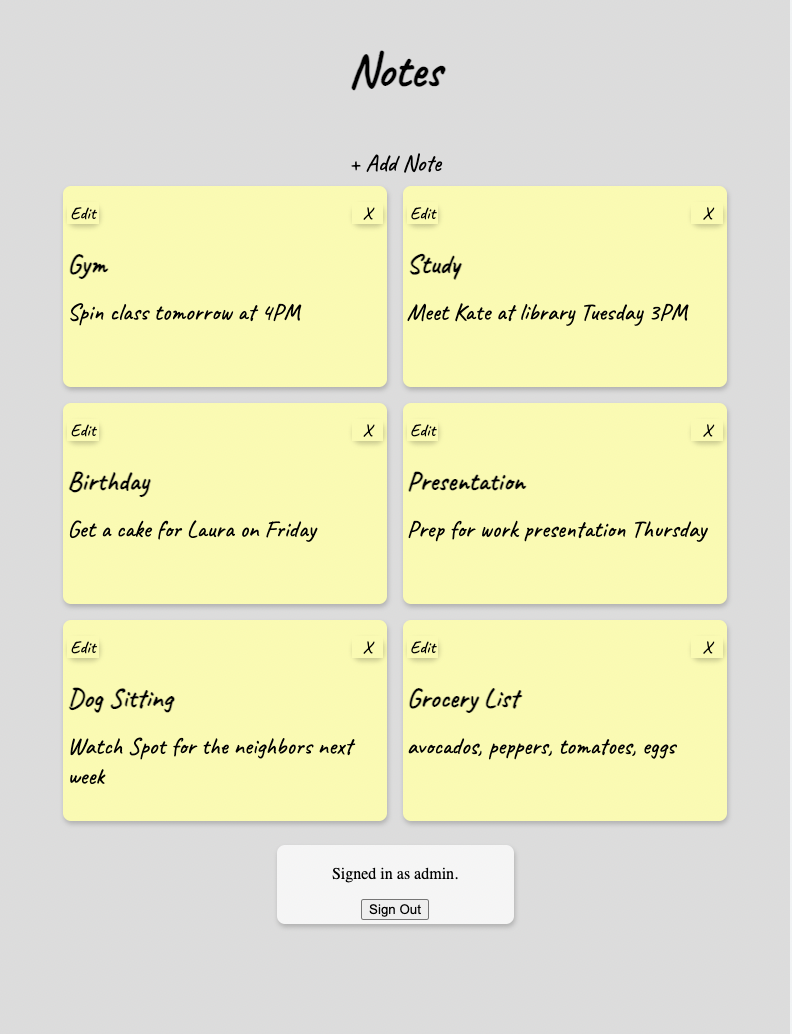 Notes
+ Add Note
Edit X
Gym
Spin class tomorrow at 4PM
Edit X
Study
Meet Kate at library Tuesday 3PM
Edit X
Birthday
Get a cake for Laura on Friday
Edit X
Presentation
Prep for work presentation Thursday
Edit X
Dog Sitting
Watch Spot for the neighbors next
week
Edit X
Grocery List
avocados, peppers, tomatoes, eggs
Signed in as admin.
Sign Out